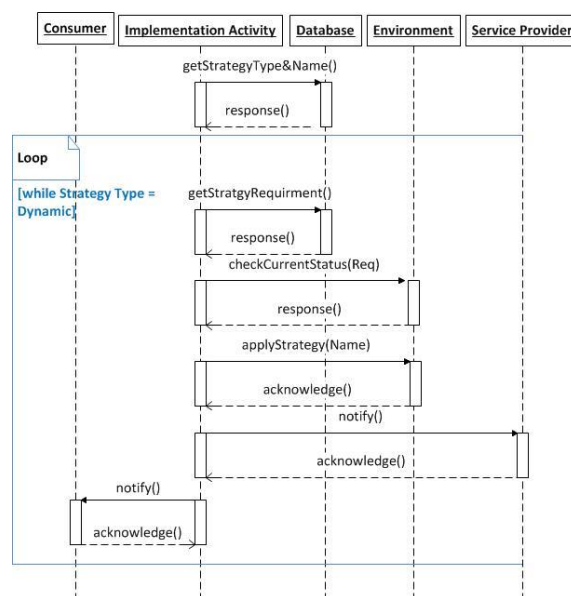 Consumer
Implementation Activity
Database
Environment
Service Provider
getStrategyType&Name()
response()
Loop
[while Strategy Type =
Dynamic]
getStratgyRequirment()
response()
checkCurrentStatus(Req)
response()
applyStrategy(Name)
acknowledge()
notify()
acknowledge()
notify()
acknowledge()